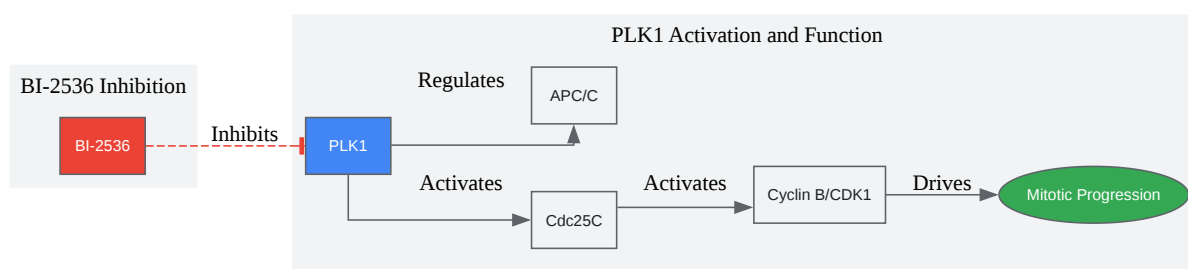 PLK1 Activation and Function
BI-2536 Inhibition
Regulates
APC/C
BI-2536
Inhibits
PLK1
Activates
Cdc25C
Activates
Cyclin B/CDK1
Drives
Mitotic Progression